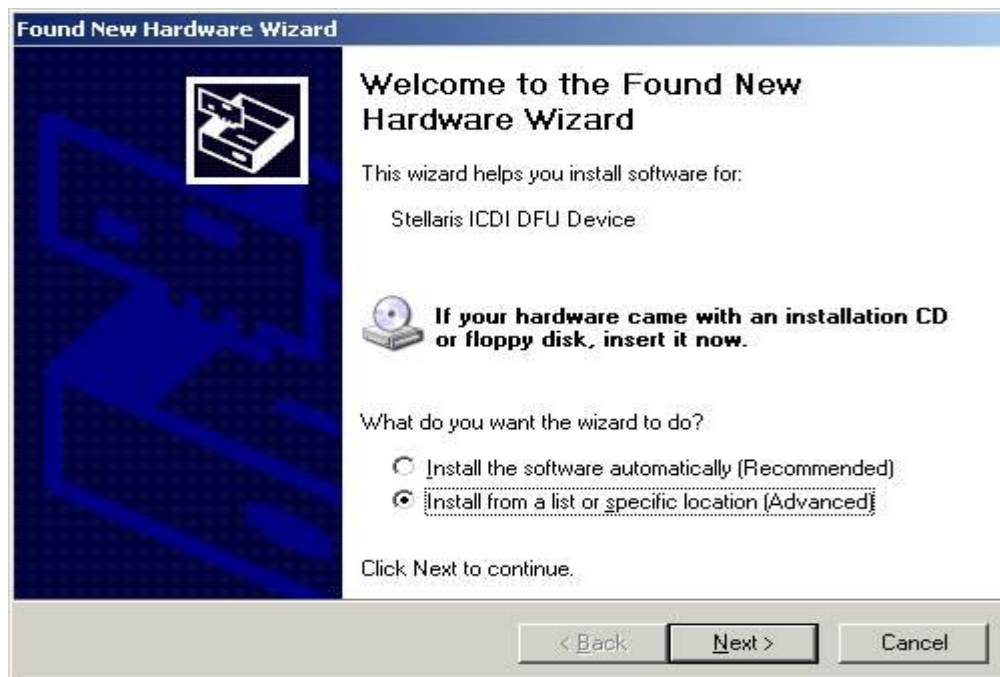 Found New Hardware Wizard
Welcome to the Found New
Hardware Wizard
This wizard helps you install software for:
Stellaris ICDI DFU Device
If your hardware came with an installation CD
or floppy disk, insert it now.
What do you want the wizard to do?
Install the software automatically (Recommended)
Install from a list or specific location (Advanced)
Click Next to continue.
< Back Next > Cancel